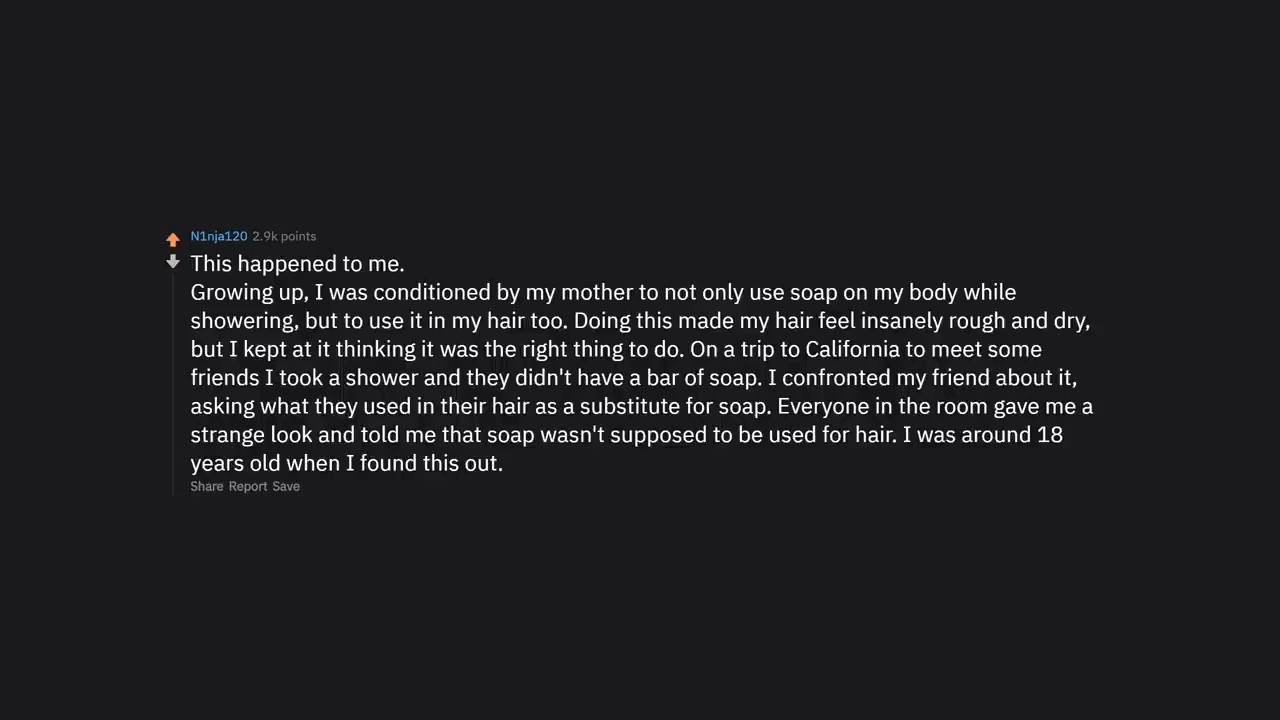 N1nja120 2.9k points
This happened to me.
Growing up, I was conditioned by my mother to not only use soap on my body while
showering, but to use it in my hair too. Doing this made my hair feel insanely rough and dry,
but I kept at it thinking it was the right thing to do. On a trip to California to meet some
friends I took a shower and they didn't have a bar of soap. I confronted my friend about it,
asking what they used in their hair as a substitute for soap. Everyone in the room gave me a
strange look and told me that soap wasn't supposed to be used for hair. I was around 18
years old when I found this out.
Share Report Save